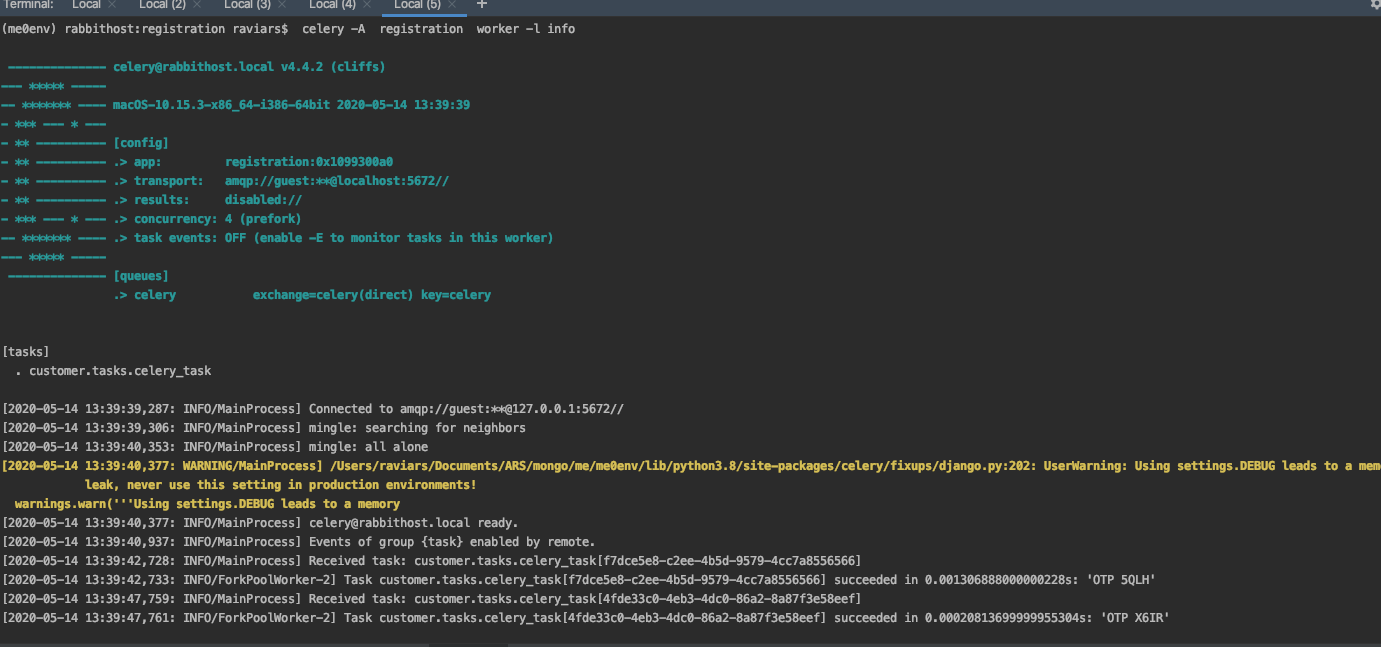 Terminal: Local × Local (2) × Local (3) × Local (4) × Local (5) × +
(me0env) rabbithost:registration raviars$  celery -A  registration  worker -l info
 -------------- celery@rabbithost.local v4.4.2 (cliffs)
--- ***** -----
-- ******* ---- macOS-10.15.3-x86_64-i386-64bit 2020-05-14 13:39:39
- *** --- * ---
- ** ---------- [config]
- ** ---------- .> app:         registration:0x1099300a0
- ** ---------- .> transport:   amqp://guest:**@localhost:5672//
- ** ---------- .> results:     disabled://
- *** --- * --- .> concurrency: 4 (prefork)
-- ******* ---- .> task events: OFF (enable -E to monitor tasks in this worker)
--- ***** -----
 -------------- [queues]
                .> celery           exchange=celery(direct) key=celery
[tasks]
  . customer.tasks.celery_task
[2020-05-14 13:39:39,287: INFO/MainProcess] Connected to amqp://guest:**@127.0.0.1:5672//
[2020-05-14 13:39:39,306: INFO/MainProcess] mingle: searching for neighbors
[2020-05-14 13:39:40,353: INFO/MainProcess] mingle: all alone
[2020-05-14 13:39:40,377: WARNING/MainProcess] /Users/raviars/Documents/ARS/mongo/me/me0env/lib/python3.8/site-packages/celery/fixups/django.py:202: UserWarning: Using settings.DEBUG leads to a mem
            leak, never use this setting in production environments!
  warnings.warn('''Using settings.DEBUG leads to a memory
[2020-05-14 13:39:40,377: INFO/MainProcess] celery@rabbithost.local ready.
[2020-05-14 13:39:40,937: INFO/MainProcess] Events of group {task} enabled by remote.
[2020-05-14 13:39:42,728: INFO/MainProcess] Received task: customer.tasks.celery_task[f7dce5e8-c2ee-4b5d-9579-4cc7a8556566]
[2020-05-14 13:39:42,733: INFO/ForkPoolWorker-2] Task customer.tasks.celery_task[f7dce5e8-c2ee-4b5d-9579-4cc7a8556566] succeeded in 0.001306888000000228s: 'OTP 5QLH'
[2020-05-14 13:39:47,759: INFO/MainProcess] Received task: customer.tasks.celery_task[4fde33c0-4eb3-4dc0-86a2-8a87f3e58eef]
[2020-05-14 13:39:47,761: INFO/ForkPoolWorker-2] Task customer.tasks.celery_task[4fde33c0-4eb3-4dc0-86a2-8a87f3e58eef] succeeded in 0.00020813699999955304s: 'OTP X6IR'